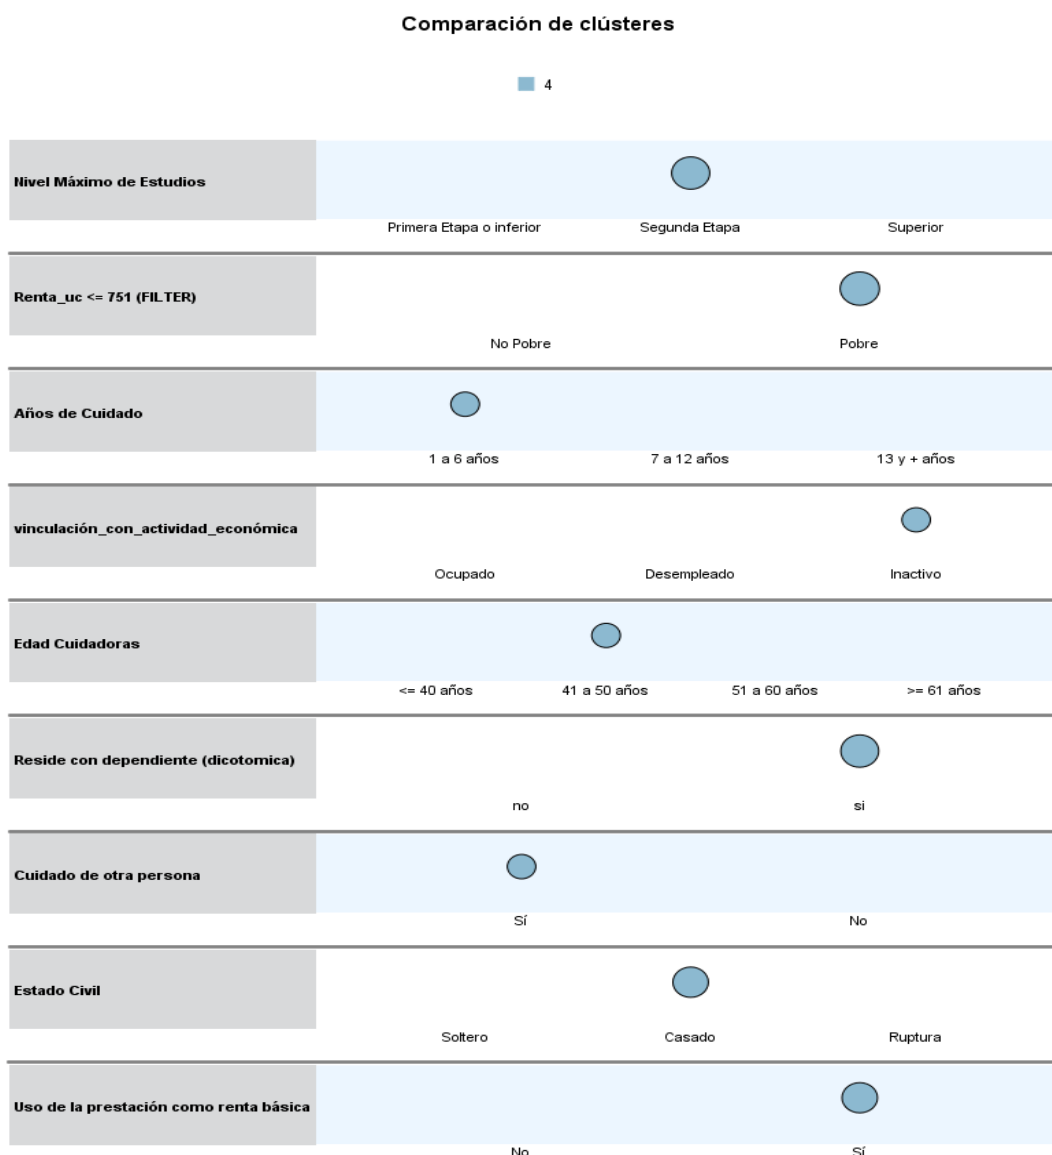 Comparación de clústeres
4
Nivel Máximo de Estudios
Primera Etapa o inferior Segunda Etapa Superior
Renta_uc <= 751 (FILTER)
No Pobre Pobre
Años de Cuidado
1 a 6 años 7 a 12 años 13 y + años
vinculación_con_actividad_económica
Ocupado Desempleado Inactivo
Edad Cuidadoras
<= 40 años 41 a 50 años 51 a 60 años >= 61 años
Reside con dependiente (dicotomica)
no si
Cuidado de otra persona
Sí No
Estado Civil
Soltero Casado Ruptura
Uso de la prestación como renta básica
No Sí